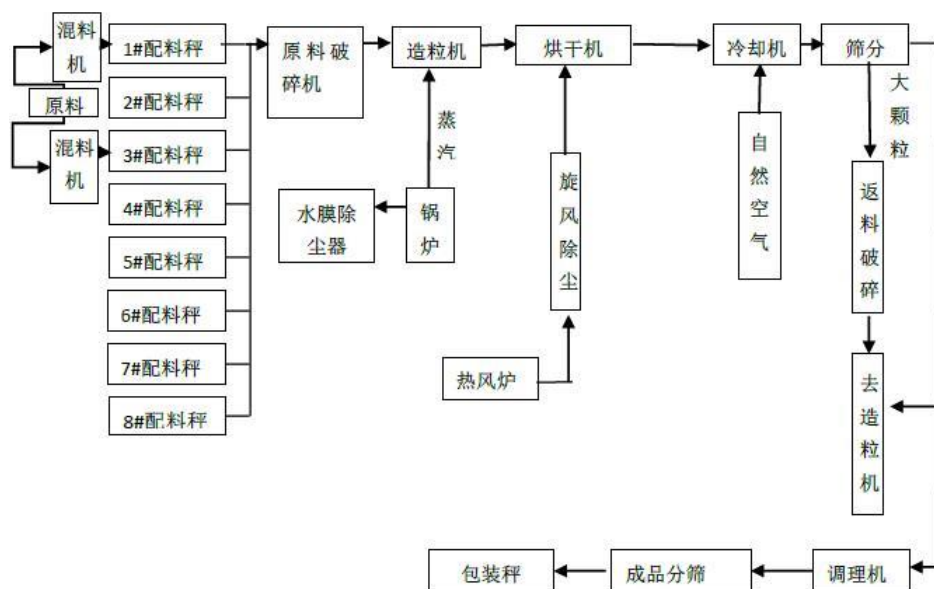 混料
机
原料
混料
机
1#配料秤
2#配料秤
3#配料秤
4#配料秤
5#配料秤
6#配料秤
7#配料秤
8#配料秤
原料破
碎机
造粒机
蒸
汽
锅
炉
水膜除
尘器
烘干机
旋
风
除
尘
热风炉
冷却机
自
然
空
气
筛分
大
颗
粒
返
料
破
碎
去
造
粒
机
调理机
成品分筛
包装秤